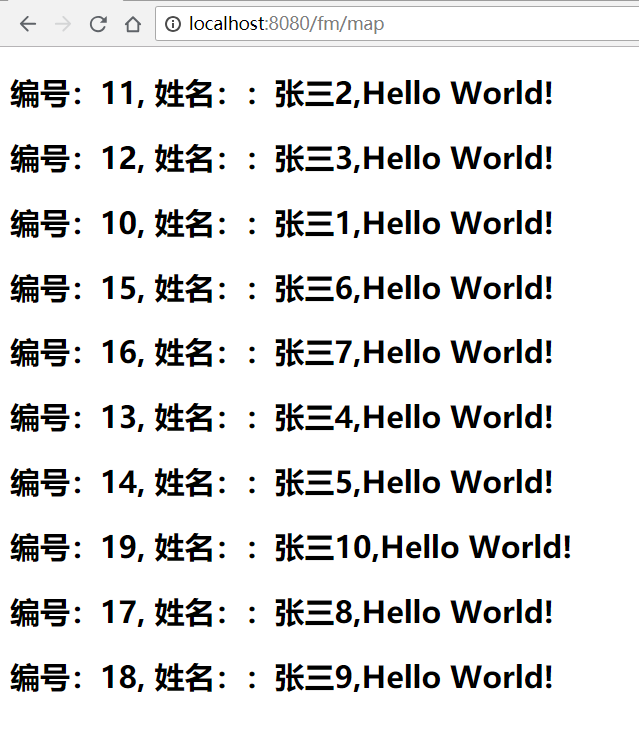 localhost:8080/fm/map
编号：11, 姓名：：张三2,Hello World!
编号：12, 姓名：：张三3,Hello World!
编号：10, 姓名：：张三1,Hello World!
编号：15, 姓名：：张三6,Hello World!
编号：16, 姓名：：张三7,Hello World!
编号：13, 姓名：：张三4,Hello World!
编号：14, 姓名：：张三5,Hello World!
编号：19, 姓名：：张三10,Hello World!
编号：17, 姓名：：张三8,Hello World!
编号：18, 姓名：：张三9,Hello World!